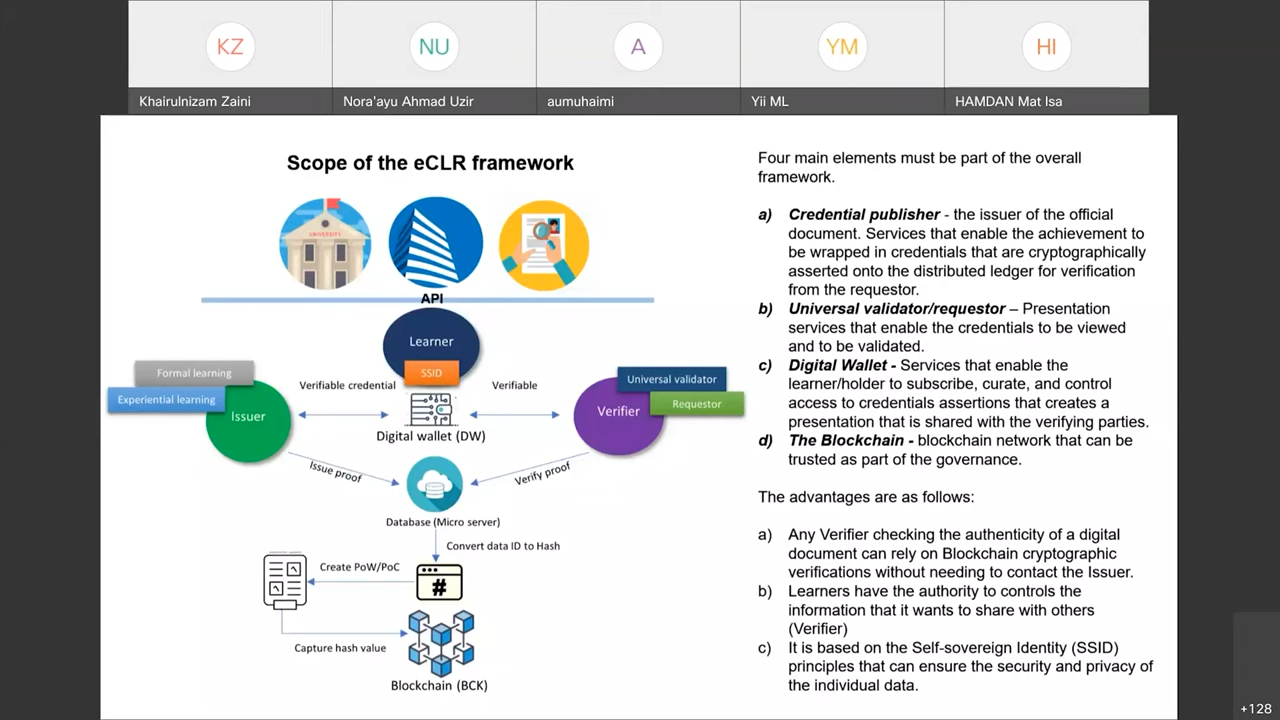 KZ
NU
A
YM
HI
Khairulnizam Zaini
Nora'ayu Ahmad Uzir
aumuhaimi
Yii ML
HAMDAN Mat Isa
Scope of the eCLR framework
UNIVERSITY
API
Learner
SSID
Formal learning
Experiential learning
Issuer
Verifiable credential
Verifiable
Universal validator
Requestor
Verifier
Digital wallet (DW)
Issue proof
Verify proof
Database (Micro server)
Convert data ID to Hash
Create PoW/PoC
#
Capture hash value
Blockchain (BCK)
Four main elements must be part of the overall
framework.
a) Credential publisher - the issuer of the official
document. Services that enable the achievement to
be wrapped in credentials that are cryptographically
asserted onto the distributed ledger for verification
from the requestor.
b) Universal validator/requestor – Presentation
services that enable the credentials to be viewed
and to be validated.
c) Digital Wallet - Services that enable the
learner/holder to subscribe, curate, and control
access to credentials assertions that creates a
presentation that is shared with the verifying parties.
d) The Blockchain - blockchain network that can be
trusted as part of the governance.
The advantages are as follows:
a) Any Verifier checking the authenticity of a digital
document can rely on Blockchain cryptographic
verifications without needing to contact the Issuer.
b) Learners have the authority to controls the
information that it wants to share with others
(Verifier)
c) It is based on the Self-sovereign Identity (SSID)
principles that can ensure the security and privacy of
the individual data.
+128